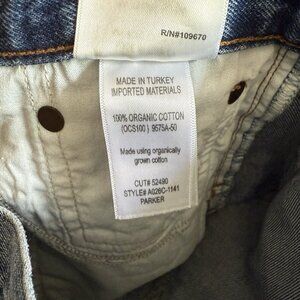 R/N#109670
MADE IN TURKEY
IMPORTED MATERIALS
100% ORGANIC COTTON
(OCS100) 9575A-50
Made using organically
grown cotton
CUT# 52490
STYLE# A026C-1141
PARKER